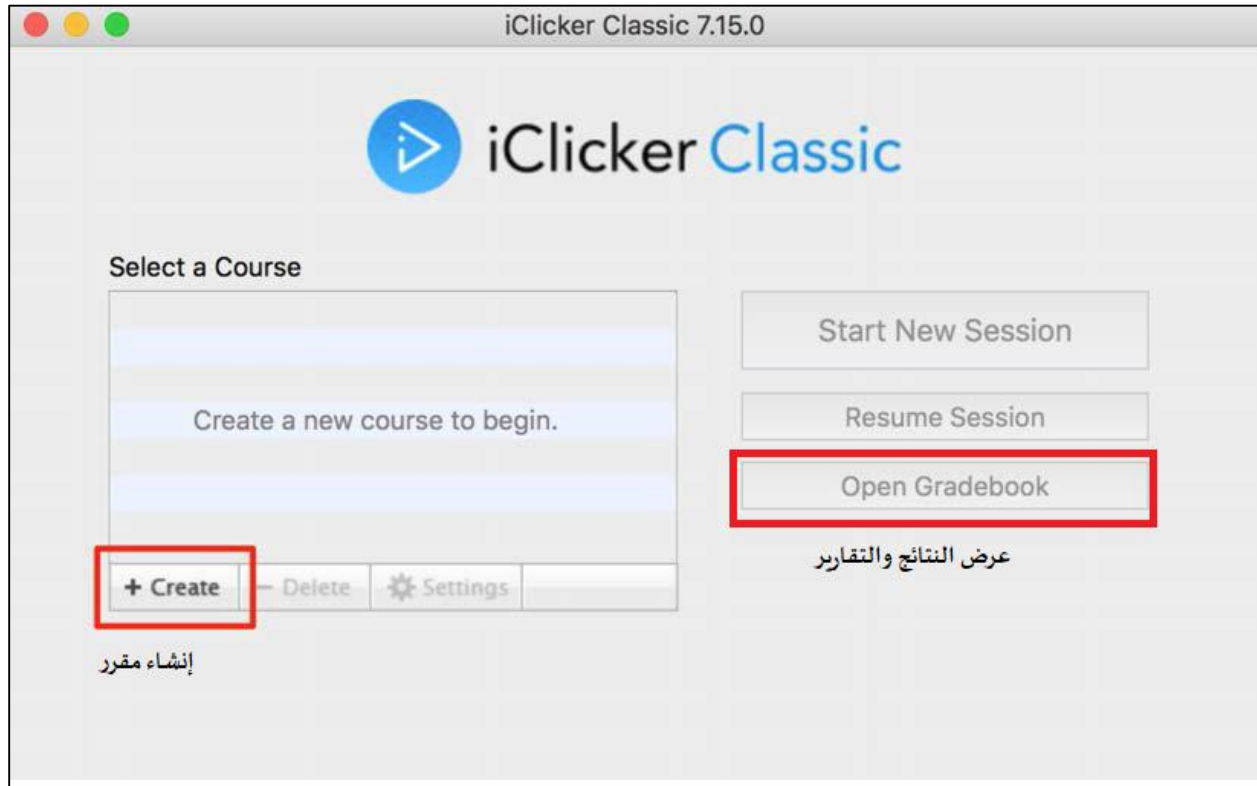 iClicker Classic 7.15.0
iClicker Classic
Select a Course
Create a new course to begin.
+ Create
− Delete
Settings
Start New Session
Resume Session
Open Gradebook
عرض النتائج والتقارير
إنشاء مقرر